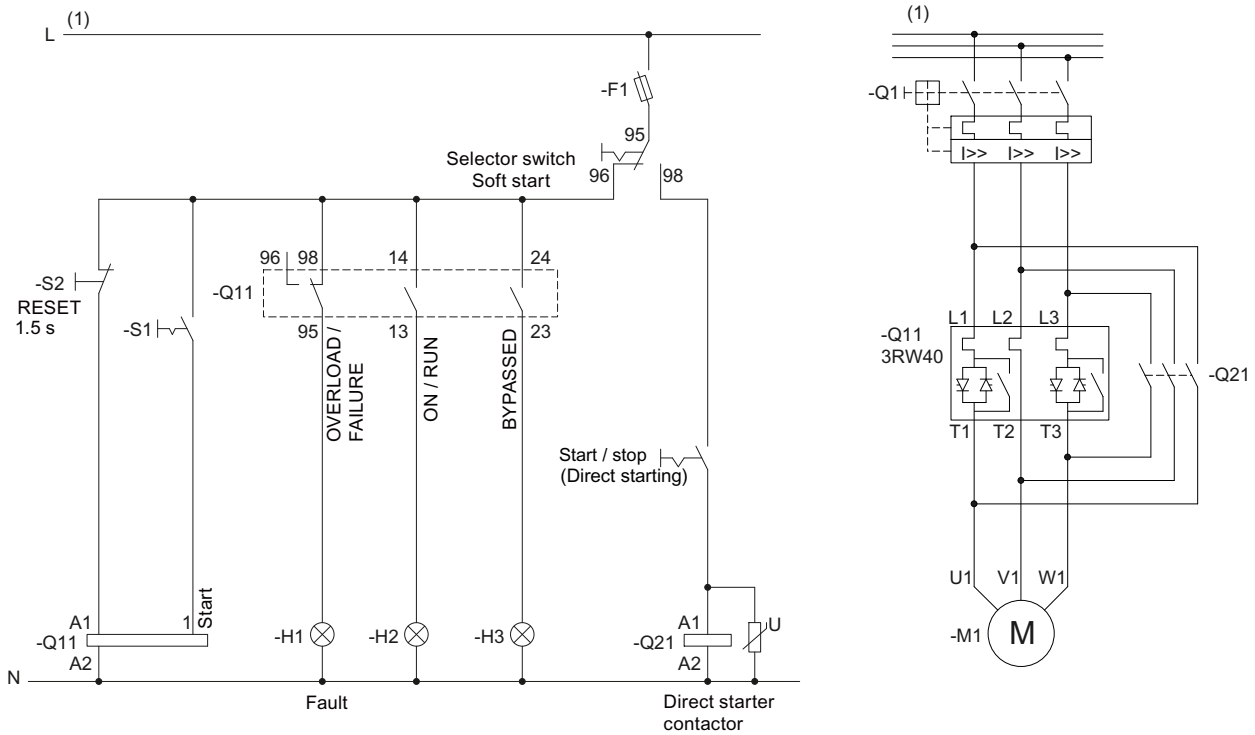 L
(1)
-F1
95
Selector switch
Soft start
96
98
-S2
RESET
1.5 s
-S1
96
98
14
24
-Q11
95
13
23
OVERLOAD /
FAILURE
ON / RUN
BYPASSED
Start / stop
(Direct starting)
A1
1
Start
-Q11
A2
-H1
-H2
-H3
A1
-Q21
A2
U
N
Fault
Direct starter
contactor
(1)
-Q1
I>>
I>>
I>>
L1
L2
L3
-Q11
3RW40
-Q21
T1
T2
T3
U1
V1
W1
-M1
M